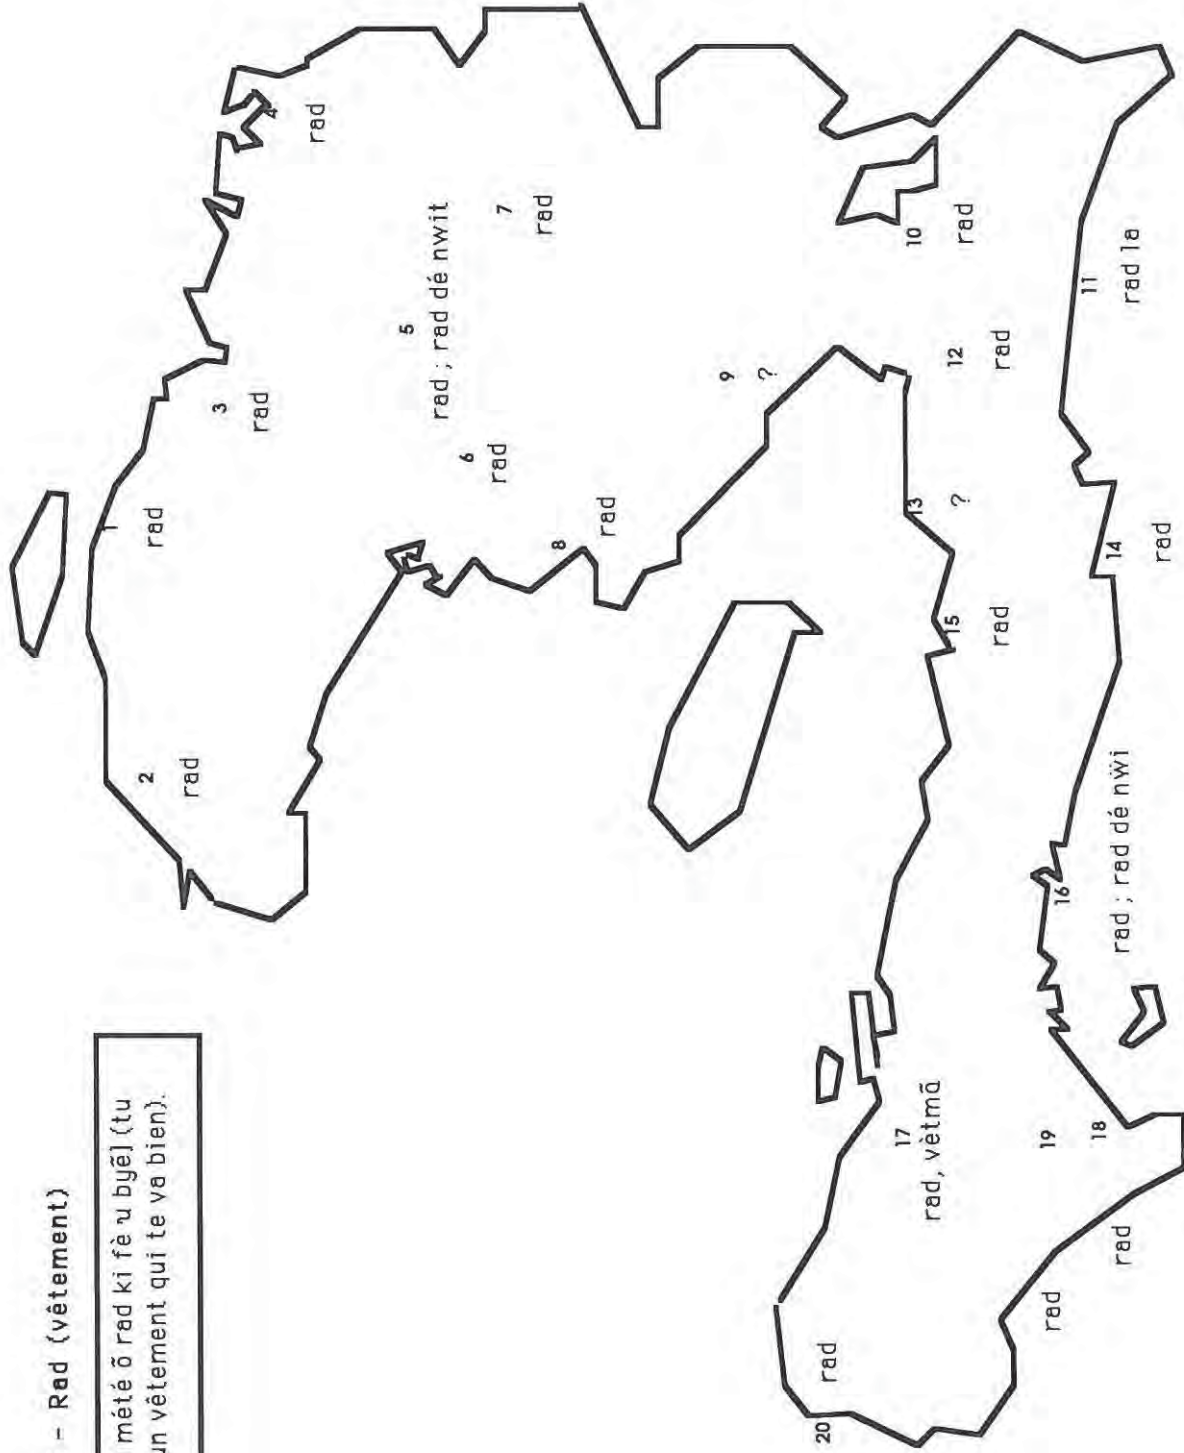 – Rad (vêtement)
mété õ rad ki fè u byẽ] (tu
un vêtement qui te va bien).
1
rad
2
rad
3
rad
4
rad
5
rad ; rad dé nwit
6
rad
7
rad
8
rad
9
?
10
rad
11
rad la
12
rad
13
?
14
rad
15
rad
16
rad ; rad dé nẅi
17
rad, vètmã
18
rad
19
rad
20
rad